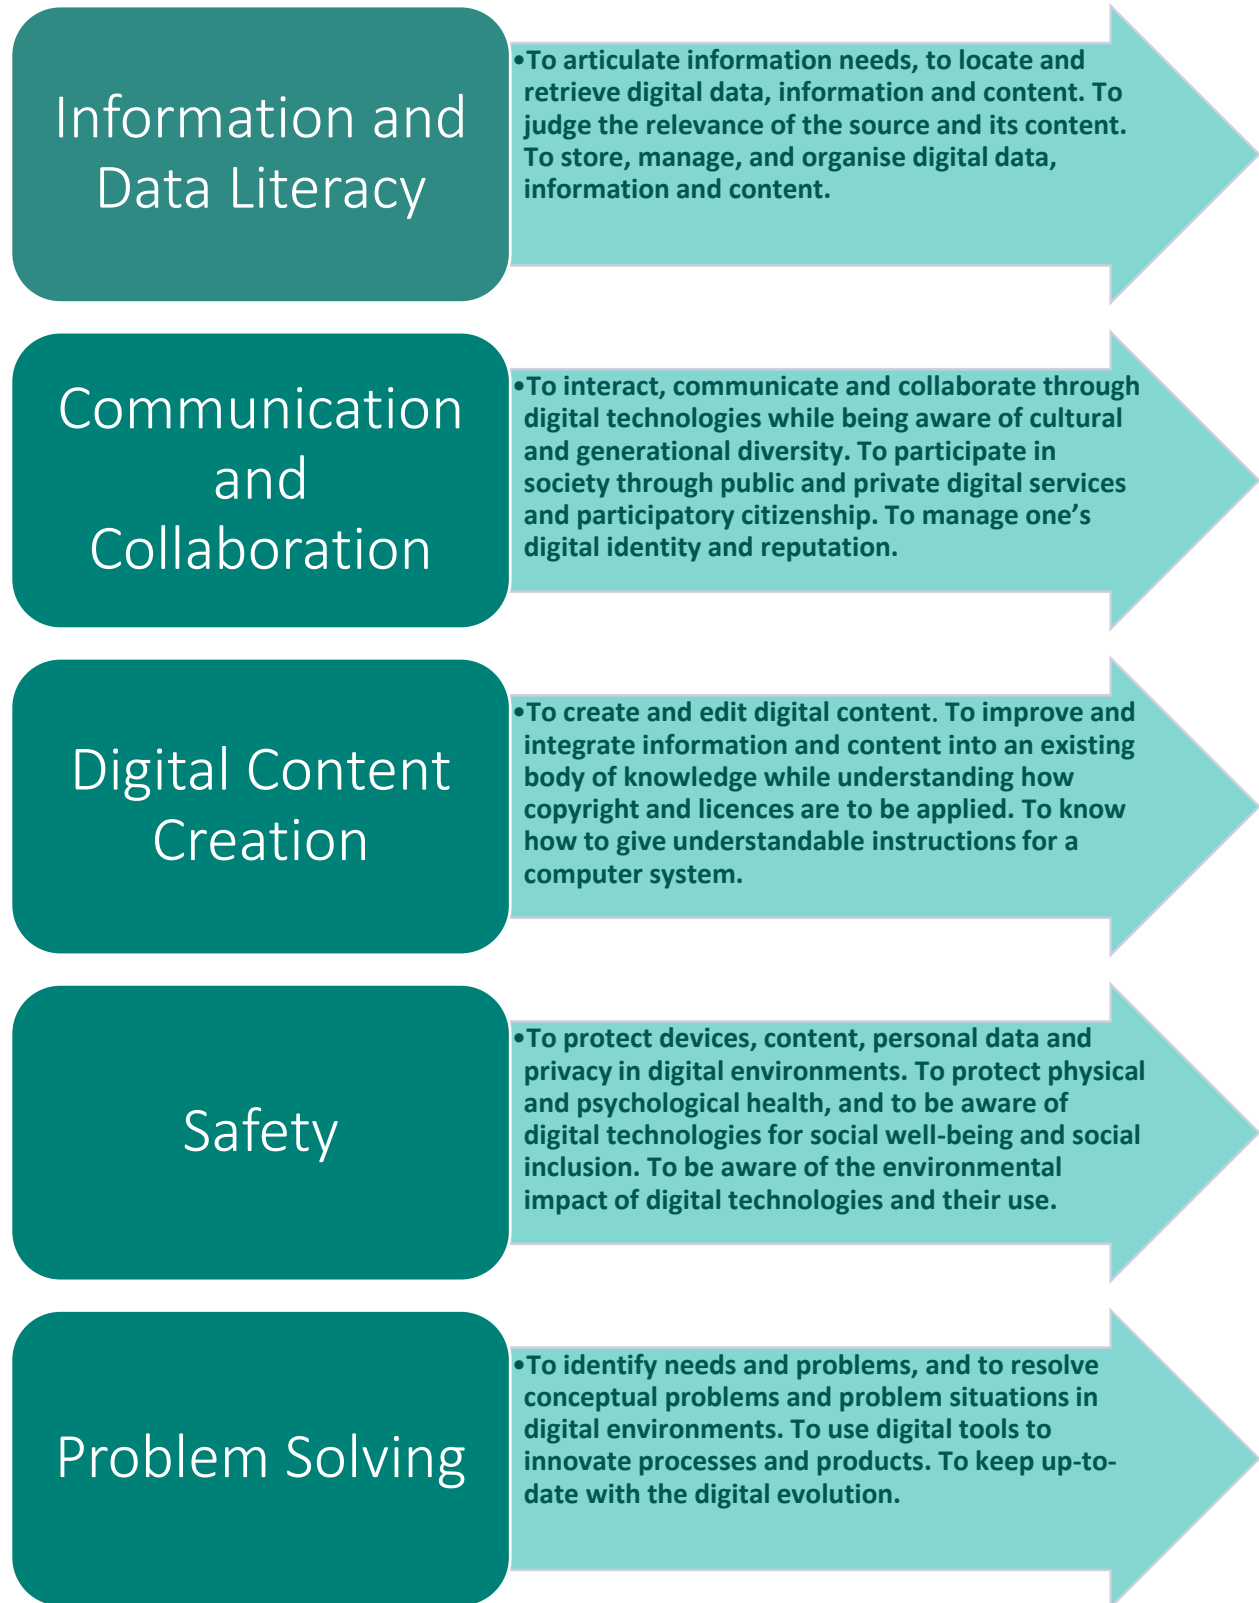 Information and
Data Literacy
•To articulate information needs, to locate and
retrieve digital data, information and content. To
judge the relevance of the source and its content.
To store, manage, and organise digital data,
information and content.
Communication
and
Collaboration
•To interact, communicate and collaborate through
digital technologies while being aware of cultural
and generational diversity. To participate in
society through public and private digital services
and participatory citizenship. To manage one’s
digital identity and reputation.
Digital Content
Creation
•To create and edit digital content. To improve and
integrate information and content into an existing
body of knowledge while understanding how
copyright and licences are to be applied. To know
how to give understandable instructions for a
computer system.
Safety
•To protect devices, content, personal data and
privacy in digital environments. To protect physical
and psychological health, and to be aware of
digital technologies for social well-being and social
inclusion. To be aware of the environmental
impact of digital technologies and their use.
Problem Solving
•To identify needs and problems, and to resolve
conceptual problems and problem situations in
digital environments. To use digital tools to
innovate processes and products. To keep up-to-
date with the digital evolution.